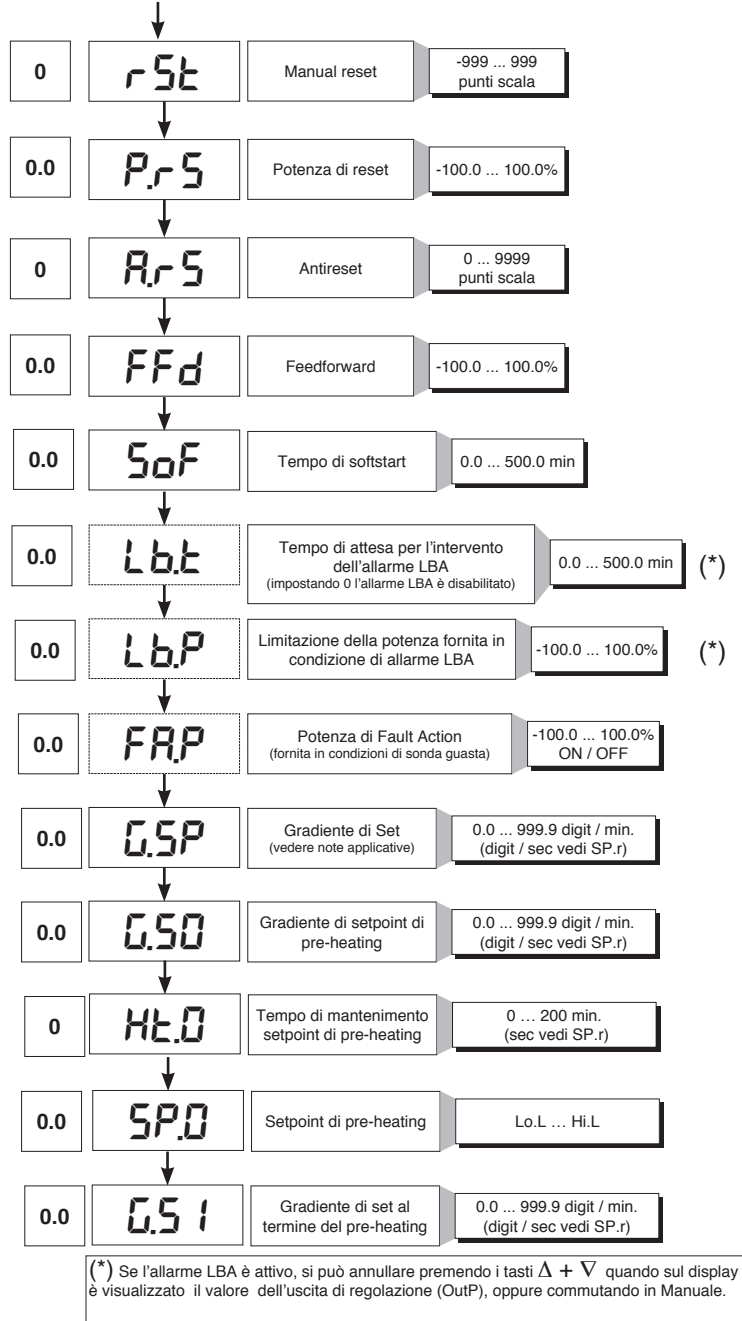 0
rSt
Manual reset
-999 ... 999
punti scala
0.0
P.rS
Potenza di reset
-100.0 ... 100.0%
0
A.rS
Antireset
0 ... 9999
punti scala
0.0
FFd
Feedforward
-100.0 ... 100.0%
0.0
SoF
Tempo di softstart
0.0 ... 500.0 min
0.0
Lb.t
Tempo di attesa per l'intervento
dell'allarme LBA
(impostando 0 l'allarme LBA è disabilitato)
0.0 ... 500.0 min
(*)
0.0
Lb.P
Limitazione della potenza fornita in
condizione di allarme LBA
-100.0 ... 100.0%
(*)
0.0
FA.P
Potenza di Fault Action
(fornita in condizioni di sonda guasta)
-100.0 ... 100.0%
ON / OFF
0.0
G.SP
Gradiente di Set
(vedere note applicative)
0.0 ... 999.9 digit / min.
(digit / sec vedi SP.r)
0.0
G.S0
Gradiente di setpoint di
pre-heating
0.0 ... 999.9 digit / min.
(digit / sec vedi SP.r)
0
Ht.0
Tempo di mantenimento
setpoint di pre-heating
0 … 200 min.
(sec vedi SP.r)
0.0
SP.0
Setpoint di pre-heating
Lo.L … Hi.L
0.0
G.S1
Gradiente di set al
termine del pre-heating
0.0 ... 999.9 digit / min.
(digit / sec vedi SP.r)
(*) Se l'allarme LBA è attivo, si può annullare premendo i tasti Δ + ∇ quando sul display
è visualizzato il valore dell'uscita di regolazione (OutP), oppure commutando in Manuale.